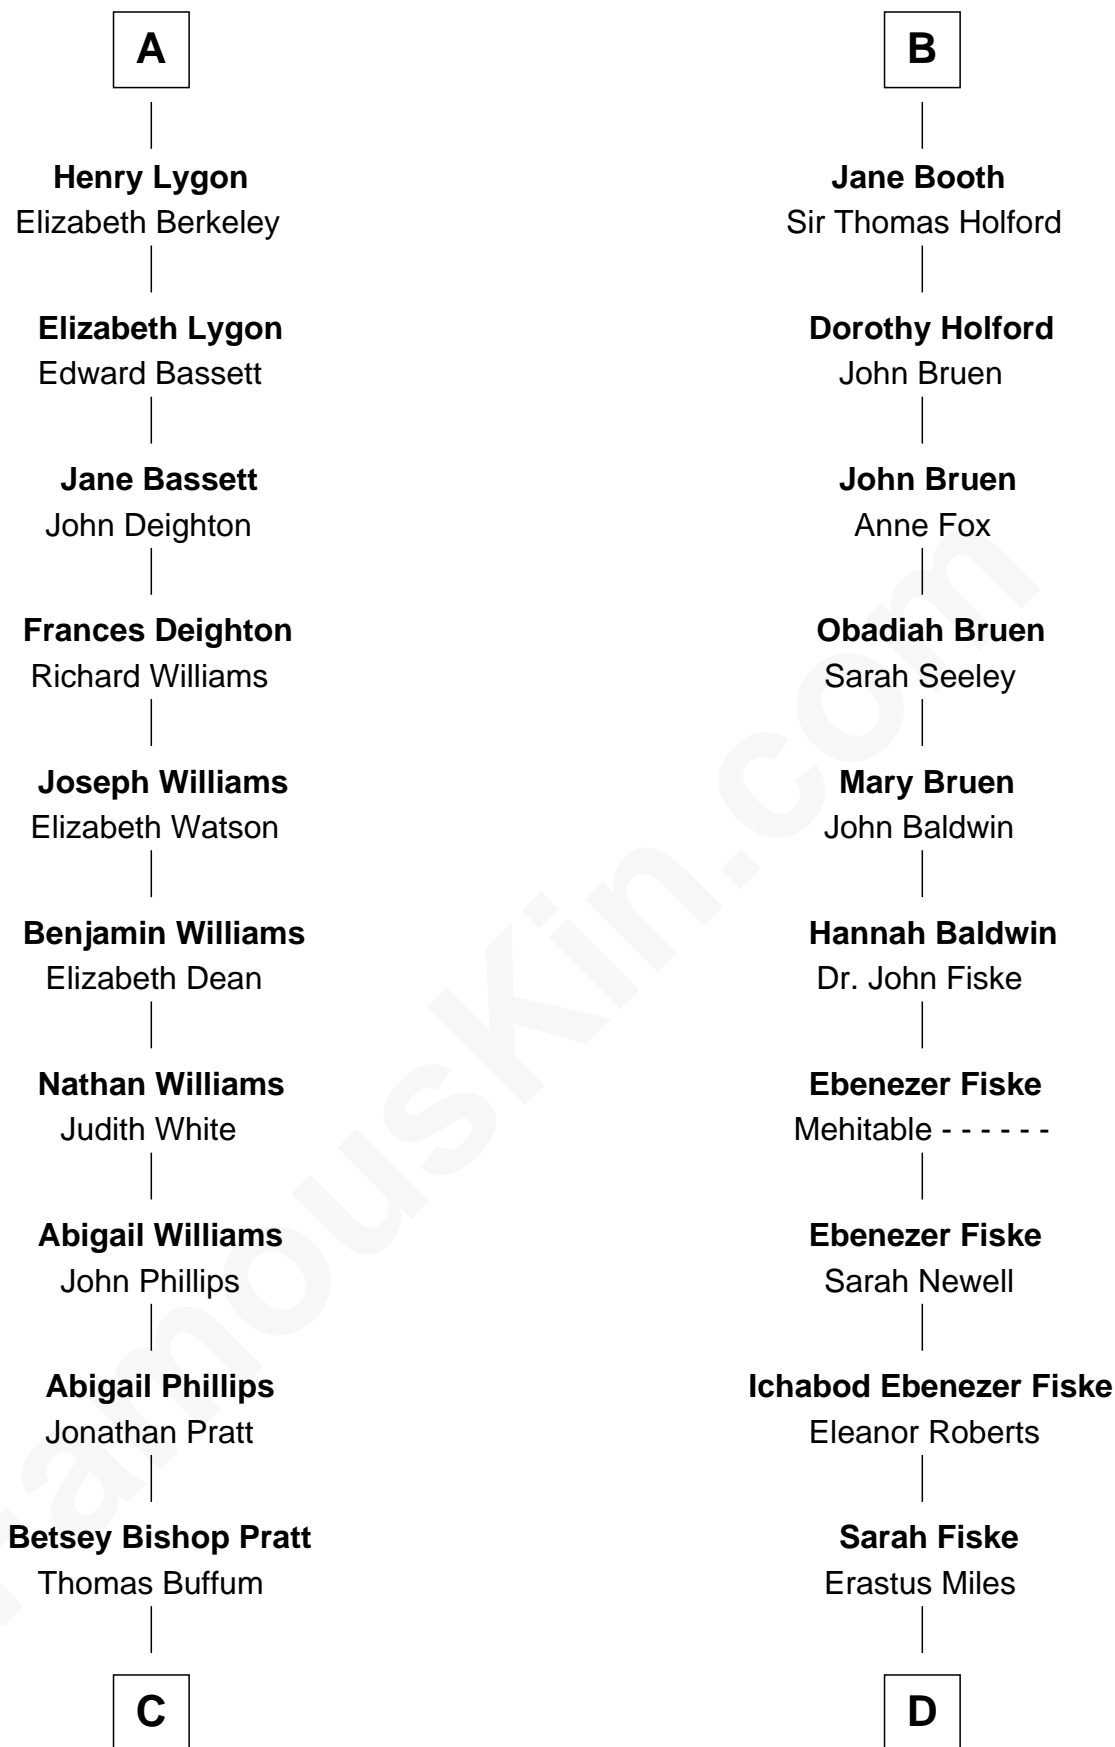 A
Henry Lygon
Elizabeth Berkeley
Elizabeth Lygon
Edward Bassett
Jane Bassett
John Deighton
Frances Deighton
Richard Williams
Joseph Williams
Elizabeth Watson
Benjamin Williams
Elizabeth Dean
Nathan Williams
Judith White
Abigail Williams
John Phillips
Abigail Phillips
Jonathan Pratt
Betsey Bishop Pratt
Thomas Buffum
C
B
Jane Booth
Sir Thomas Holford
Dorothy Holford
John Bruen
John Bruen
Anne Fox
Obadiah Bruen
Sarah Seeley
Mary Bruen
John Baldwin
Hannah Baldwin
Dr. John Fiske
Ebenezer Fiske
Mehitable - - - - - -
Ebenezer Fiske
Sarah Newell
Ichabod Ebenezer Fiske
Eleanor Roberts
Sarah Fiske
Erastus Miles
D
FamousKin.com